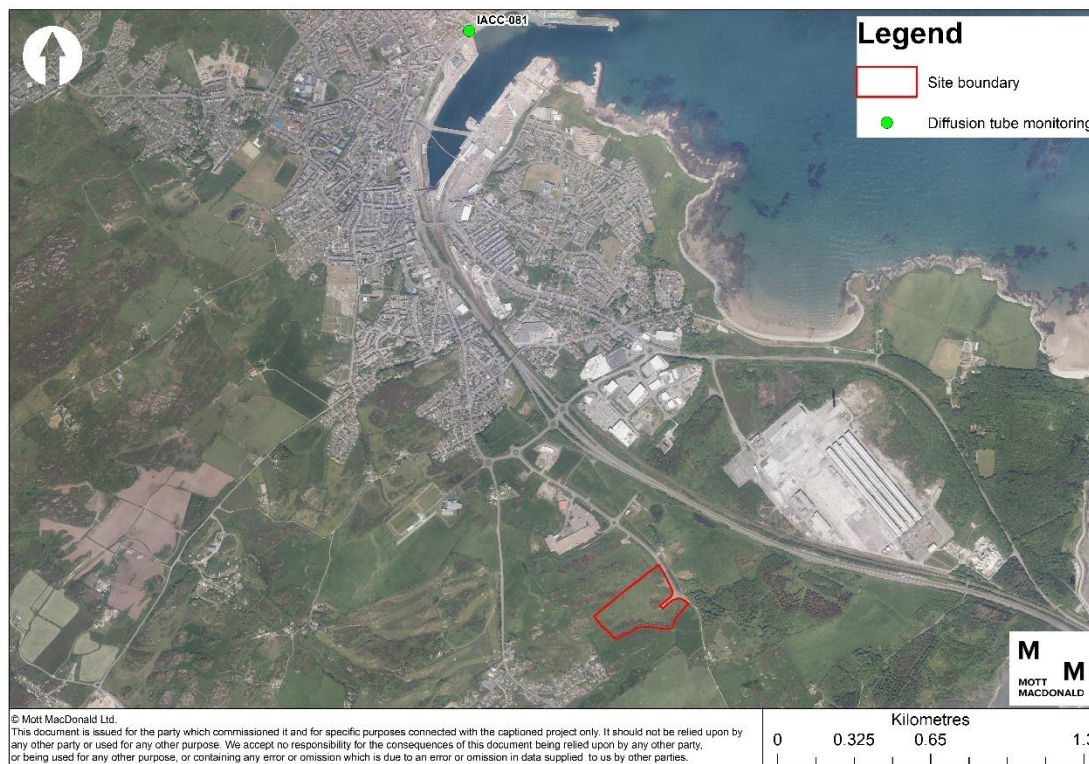 IACC-081
Legend
Site boundary
Diffusion tube monitoring
M
M
MOTT
MACDONALD
© Mott MacDonald Ltd.
This document is issued for the party which commissioned it and for specific purposes connected with the captioned project only. It should not be relied upon by
any other party or used for any other purpose. We accept no responsibility for the consequences of this document being relied upon by any other party,
or being used for any other purpose, or containing any error or omission which is due to an error or omission in data supplied to us by other parties.
Kilometres
0 0.325 0.65 1.3